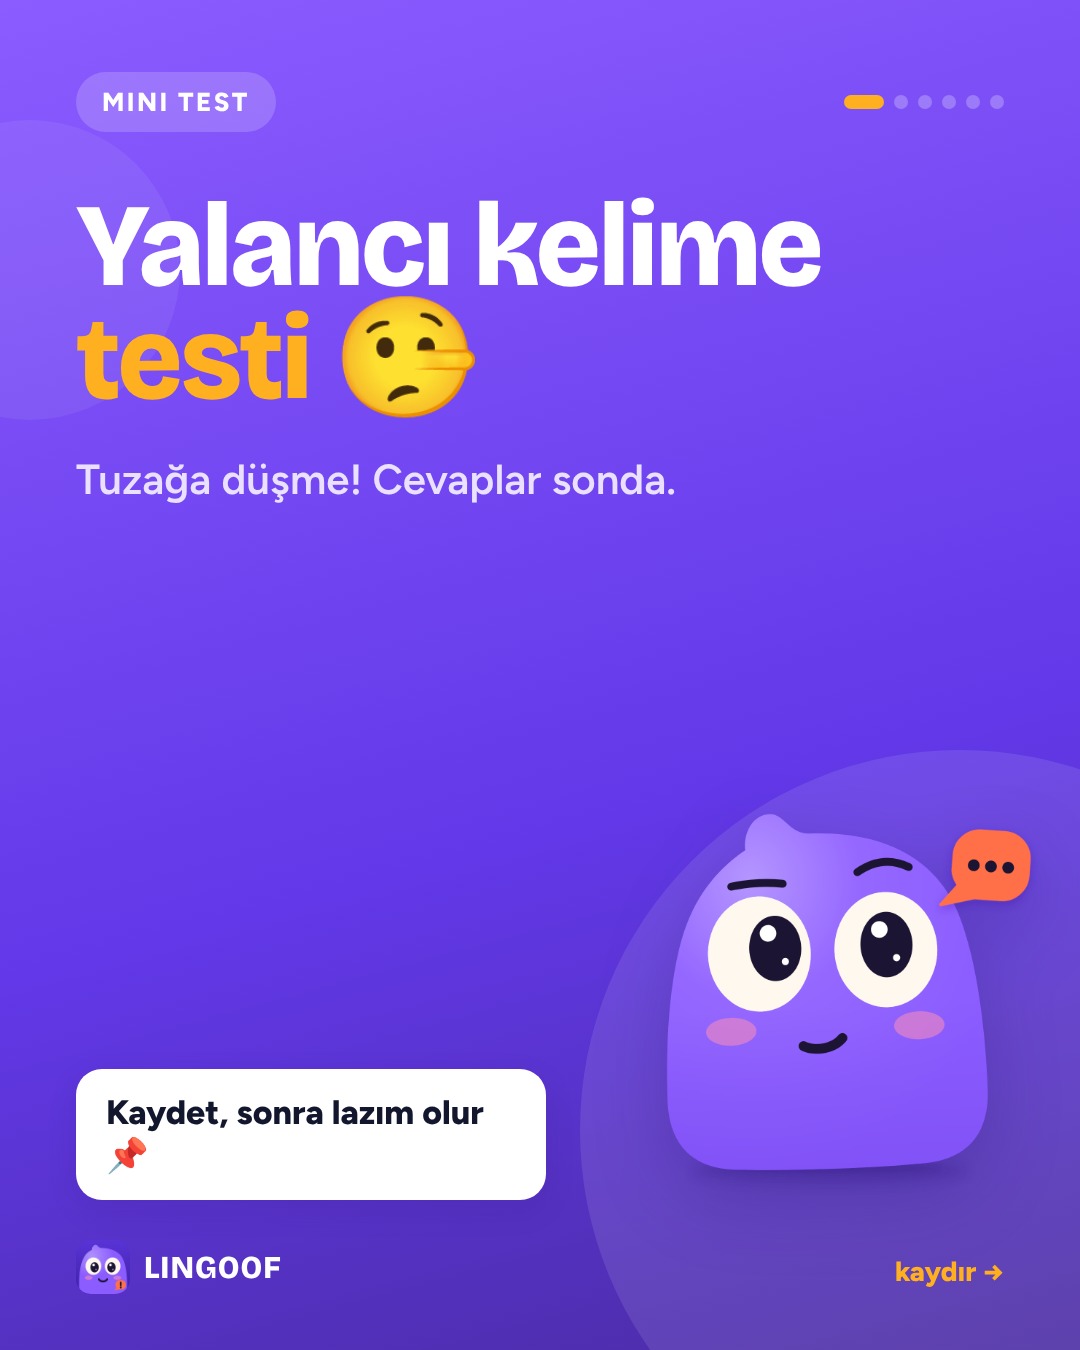 MINI TEST
Yalancı kelime
testi 🤥
Tuzağa düşme! Cevaplar sonda.
Kaydet, sonra lazım olur
📌
LINGOOF
kaydır →